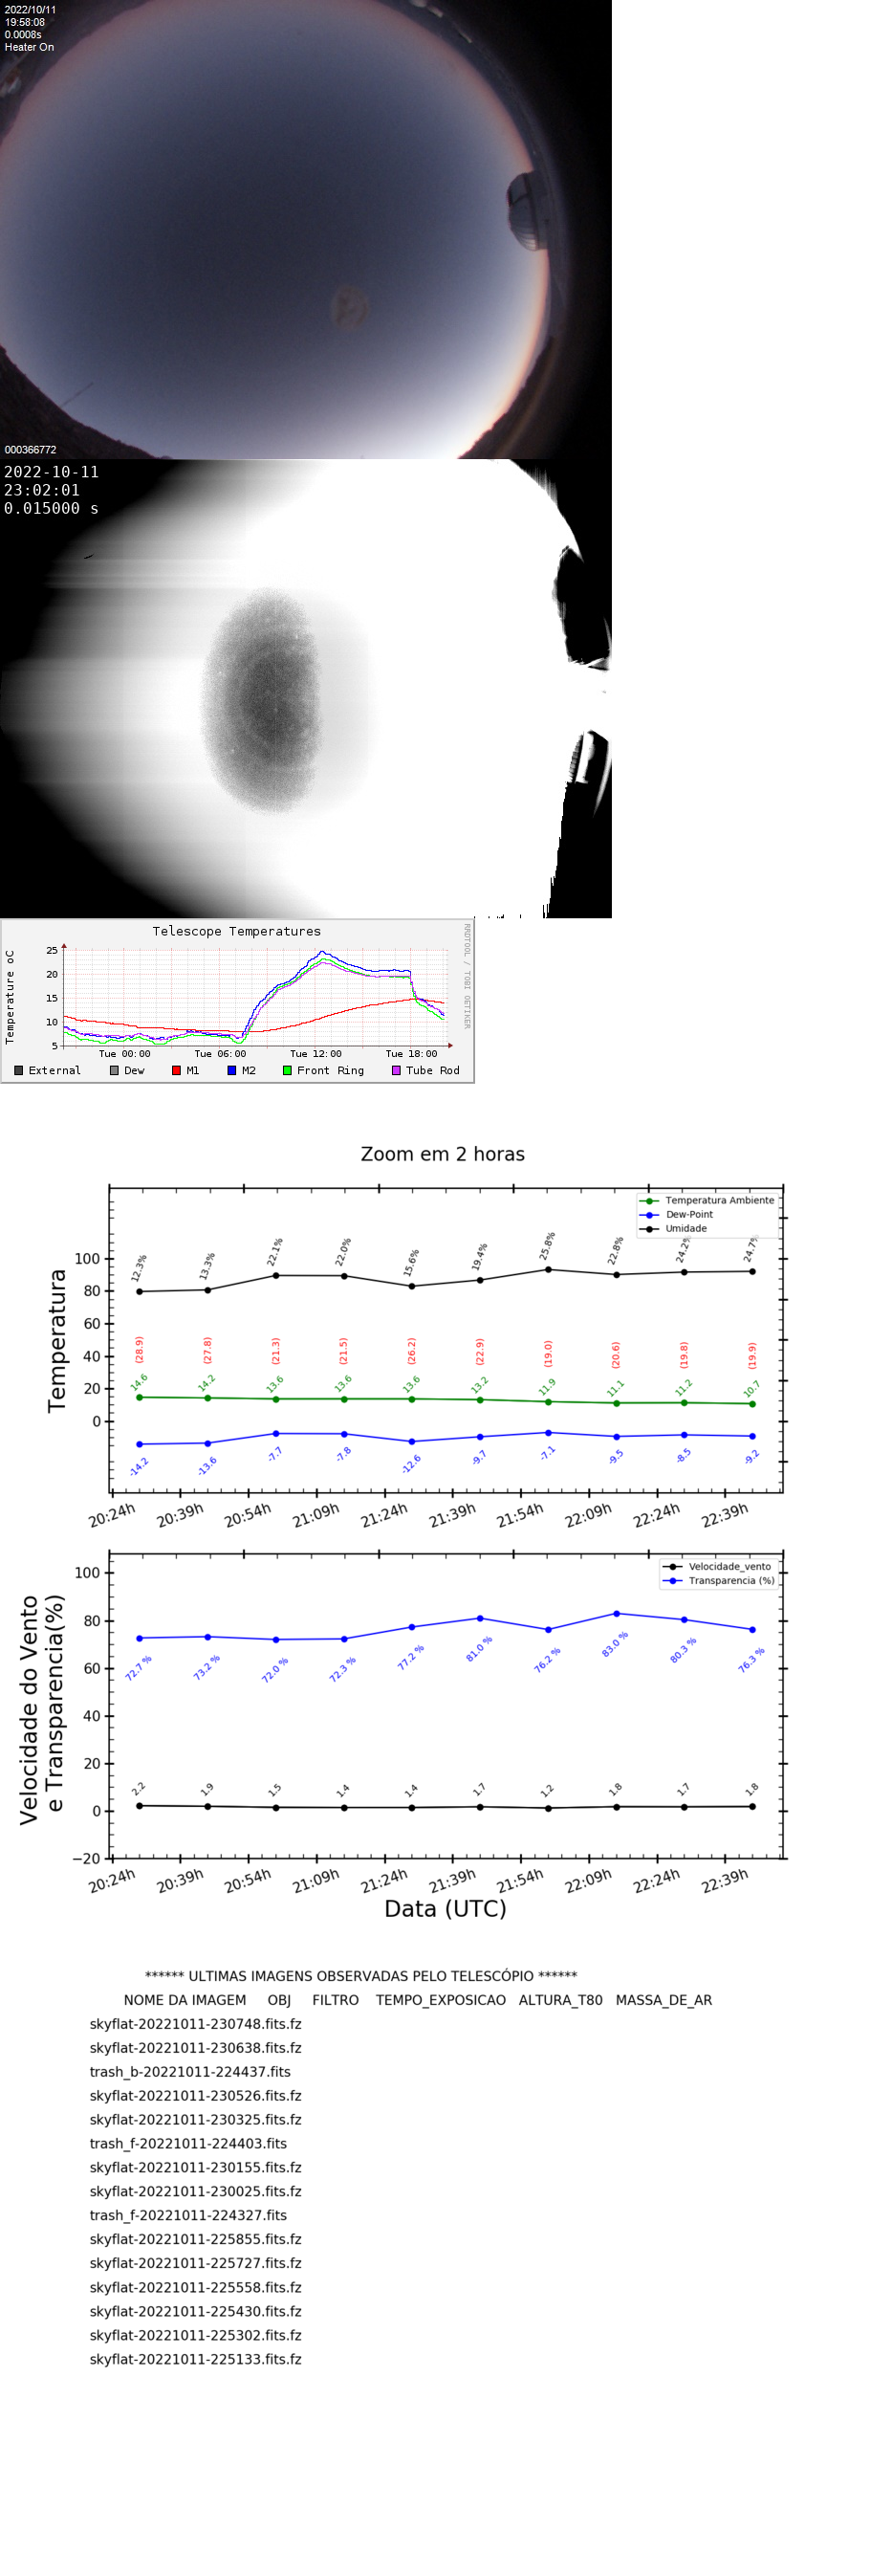 2022/10/11
19:58:08
0.0008s
Heater On
000366772
2022-10-11
23:02:01
0.015000 s
Telescope Temperatures
RRDTOOL / TOBI OETIKER
Temperature oC
25
20
15
10
5
Tue 00:00 Tue 06:00 Tue 12:00 Tue 18:00
External Dew M1 M2 Front Ring Tube Rod
Zoom em 2 horas
Temperatura Ambiente
Dew-Point
Umidade
Temperatura
100
80
60
40
20
0
12.3% 13.3% 22.1% 22.0% 15.6% 19.4% 25.8% 22.8% 24.2% 24.7%
(28.9) (27.8) (21.3) (21.5) (26.2) (22.9) (19.0) (20.6) (19.8) (19.9)
14.6 14.2 13.6 13.6 13.6 13.2 11.9 11.1 11.2 10.7
-14.2 -13.6 -7.7 -7.8 -12.6 -9.7 -7.1 -9.5 -8.5 -9.2
20:24h 20:39h 20:54h 21:09h 21:24h 21:39h 21:54h 22:09h 22:24h 22:39h
Velocidade_vento
Transparencia (%)
Velocidade do Vento
e Transparencia(%)
100
80
60
40
20
0
−20
72.7 % 73.2 % 72.0 % 72.3 % 77.2 % 81.0 % 76.2 % 83.0 % 80.3 % 76.3 %
2.2 1.9 1.5 1.4 1.4 1.7 1.2 1.8 1.7 1.8
20:24h 20:39h 20:54h 21:09h 21:24h 21:39h 21:54h 22:09h 22:24h 22:39h
Data (UTC)
****** ULTIMAS IMAGENS OBSERVADAS PELO TELESCÓPIO ******
NOME DA IMAGEM OBJ FILTRO TEMPO_EXPOSICAO ALTURA_T80 MASSA_DE_AR
skyflat-20221011-230748.fits.fz
skyflat-20221011-230638.fits.fz
trash_b-20221011-224437.fits
skyflat-20221011-230526.fits.fz
skyflat-20221011-230325.fits.fz
trash_f-20221011-224403.fits
skyflat-20221011-230155.fits.fz
skyflat-20221011-230025.fits.fz
trash_f-20221011-224327.fits
skyflat-20221011-225855.fits.fz
skyflat-20221011-225727.fits.fz
skyflat-20221011-225558.fits.fz
skyflat-20221011-225430.fits.fz
skyflat-20221011-225302.fits.fz
skyflat-20221011-225133.fits.fz